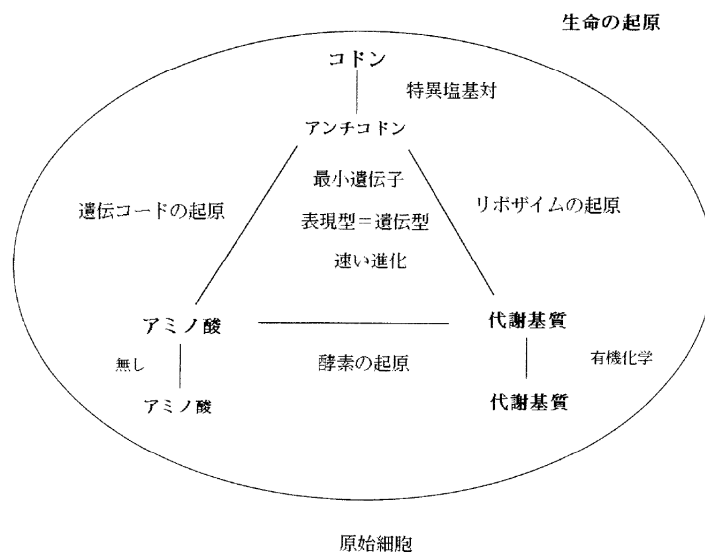 生命の起原
コドン
特異塩基対
アンチコドン
最小遺伝子
遺伝コードの起原
リボザイムの起原
表現型=遺伝型
速い進化
アミノ酸
代謝基質
無し
酵素の起原
有機化学
アミノ酸
代謝基質
原始細胞